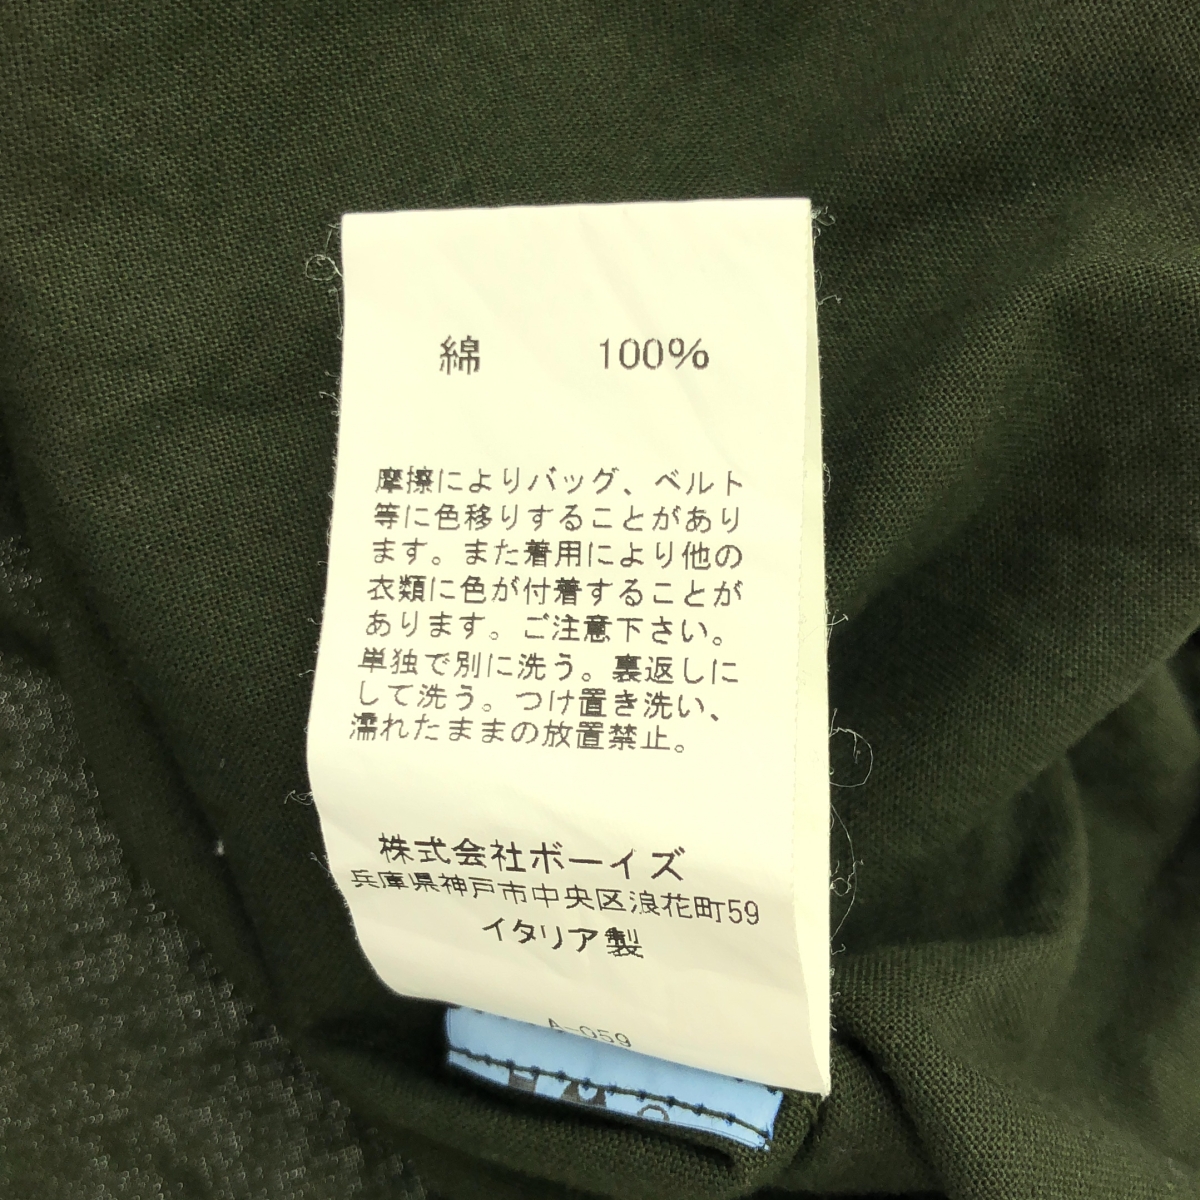 綿 100%
摩擦によりバッグ、ベルト
等に色移りすることがあり
ます。また着用により他の
衣類に色が付着することが
あります。ご注意下さい。
単独で別に洗う。裏返しに
して洗う。つけ置き洗い、
濡れたままの放置禁止。
株式会社ボーイズ
兵庫県神戸市中央区浪花町59
イタリア製
A-059